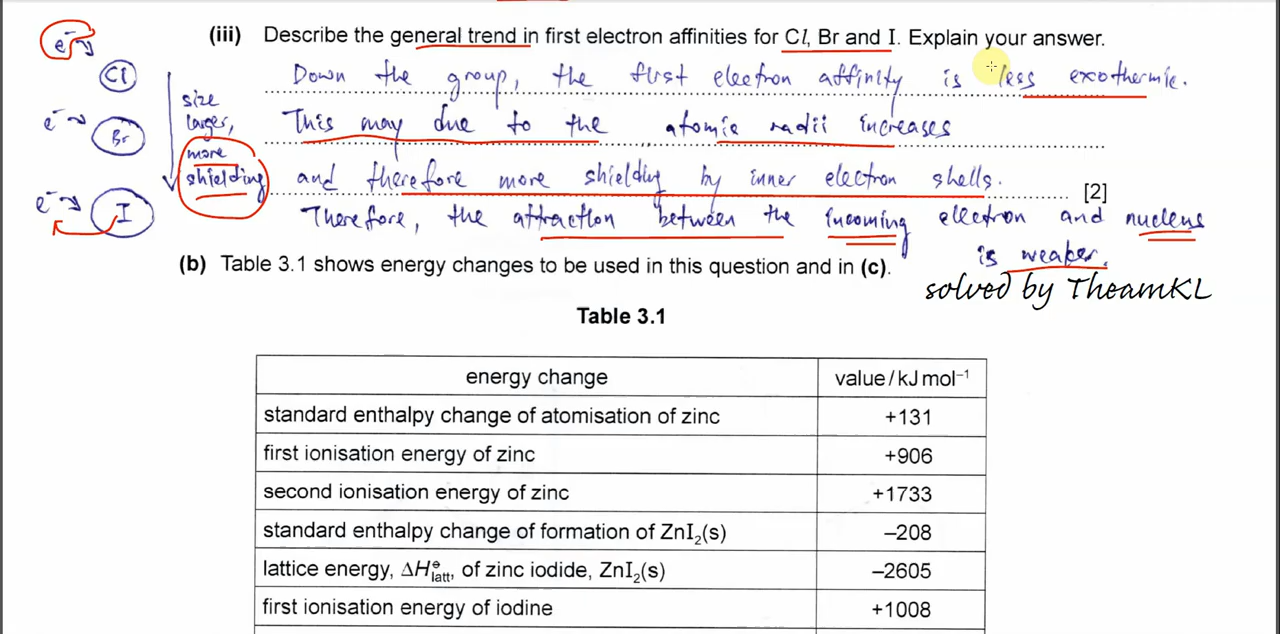 (iii) Describe the general trend in first electron affinities for Cl, Br and I. Explain your answer.
e⁻
Cl
Down the group, the first electron affinity is less exothermic.
size
larger,
e⁻
Br
This may due to the atomic radii increases
more
shielding
and therefore more shielding by inner electron shells.
[2]
e⁻
I
Therefore, the attraction between the incoming electron and nucleus
is weaker.
(b) Table 3.1 shows energy changes to be used in this question and in (c).
solved by TheamKL
Table 3.1
energy change value / kJ mol⁻¹
standard enthalpy change of atomisation of zinc +131
first ionisation energy of zinc +906
second ionisation energy of zinc +1733
standard enthalpy change of formation of ZnI₂(s) –208
lattice energy, ΔH⦵latt, of zinc iodide, ZnI₂(s) –2605
first ionisation energy of iodine +1008